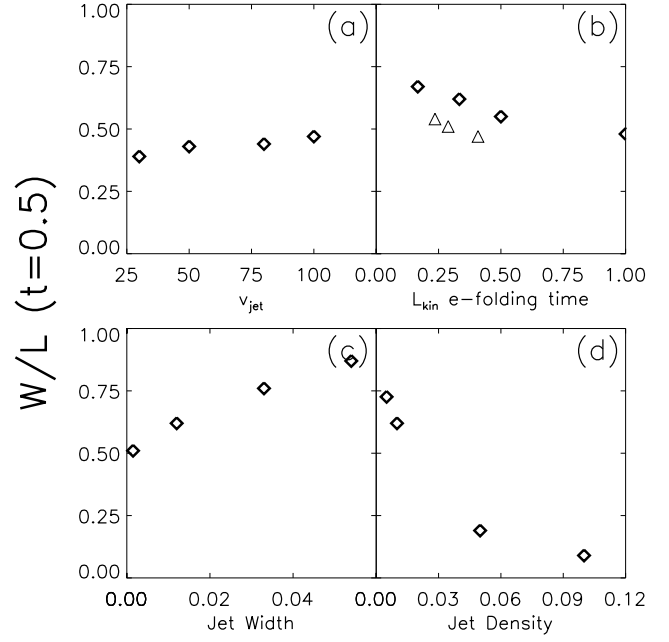 W/L (t=0.5)
(a)
(b)
1.00
0.75
0.50
0.25
0.00
25 50 75 100 0.00 0.25 0.50 0.75 1.00
v_jet
L_kin e-folding time
(c)
(d)
1.00
0.75
0.50
0.25
0.00
0.00 0.02 0.04 0.00 0.03 0.06 0.09 0.12
Jet Width
Jet Density